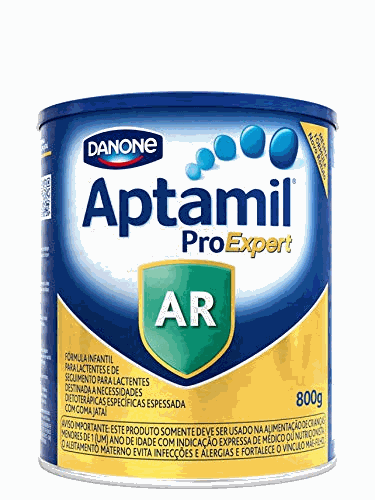 DANONE
Aptamil
ProExpert
AR
FÓRMULA INFANTIL
PARA LACTENTES E DE
SEGUIMENTO PARA LACTENTES
DESTINADA A NECESSIDADES
DIETOTERÁPICAS ESPECÍFICAS ESPESSADA
COM GOMA JATAÍ
800g
AVISO IMPORTANTE: ESTE PRODUTO SOMENTE DEVE SER USADO NA ALIMENTAÇÃO DE CRIANÇAS
MENORES DE 1 (UM) ANO DE IDADE COM INDICAÇÃO EXPRESSA DE MÉDICO OU NUTRICIONISTA.
O ALEITAMENTO MATERNO EVITA INFECÇÕES E ALERGIAS E FORTALECE O VÍNCULO MÃE-FILHO.